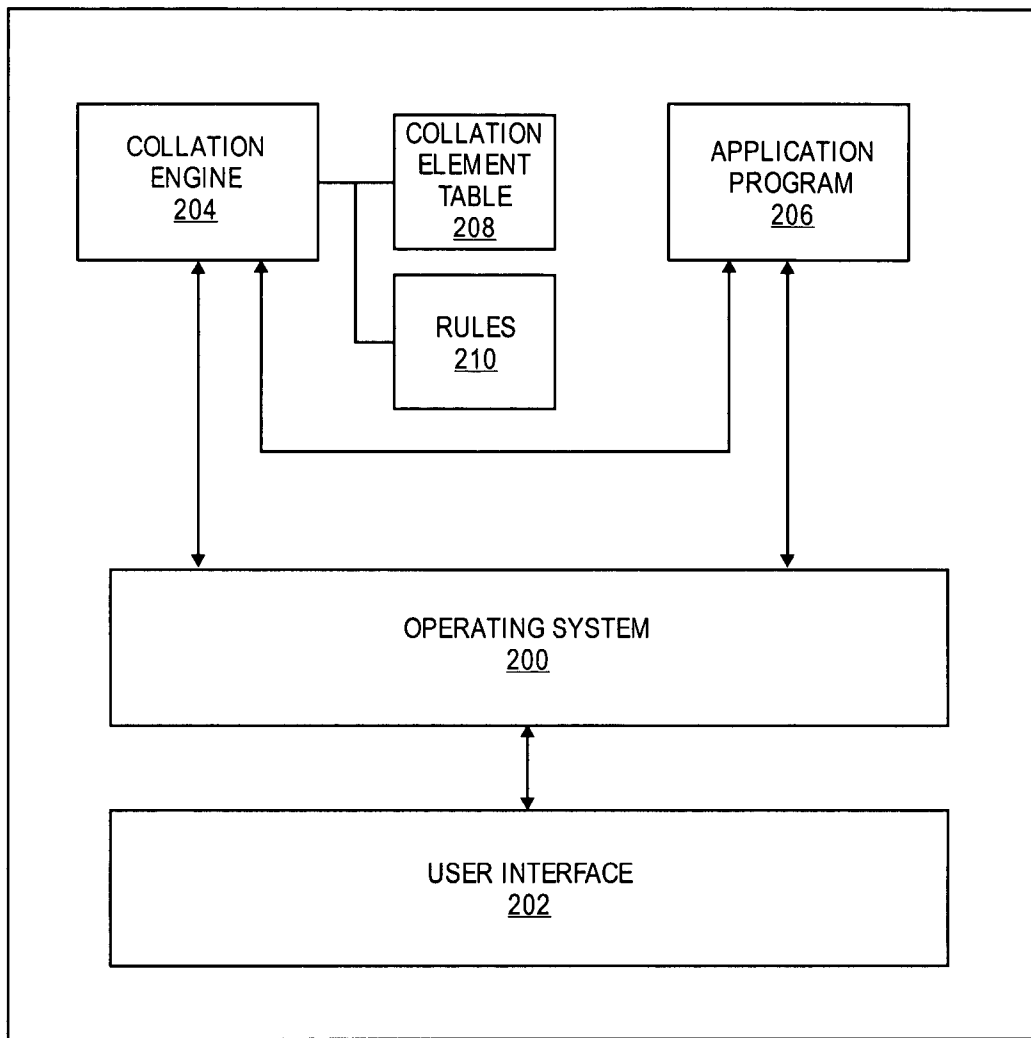 COLLATION
ENGINE
204
COLLATION
ELEMENT
TABLE
208
APPLICATION
PROGRAM
206
RULES
210
OPERATING SYSTEM
200
USER INTERFACE
202